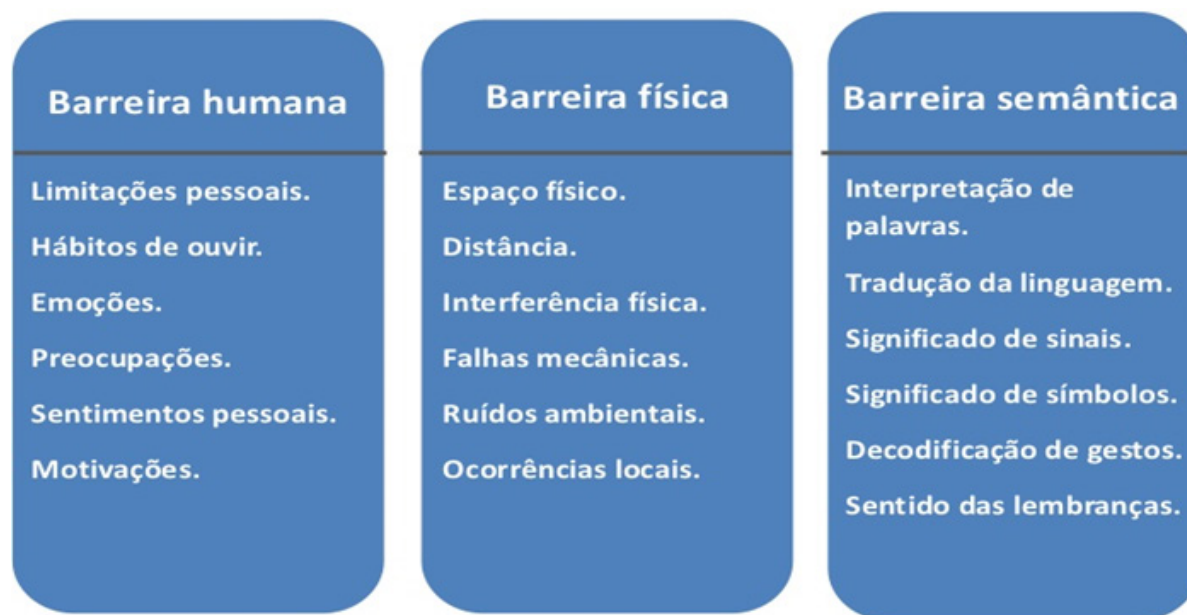 Barreira humana
Limitações pessoais.
Hábitos de ouvir.
Emoções.
Preocupações.
Sentimentos pessoais.
Motivações.
Barreira física
Espaço físico.
Distância.
Interferência física.
Falhas mecânicas.
Ruídos ambientais.
Ocorrências locais.
Barreira semântica
Interpretação de
palavras.
Tradução da linguagem.
Significado de sinais.
Significado de símbolos.
Decodificação de gestos.
Sentido das lembranças.